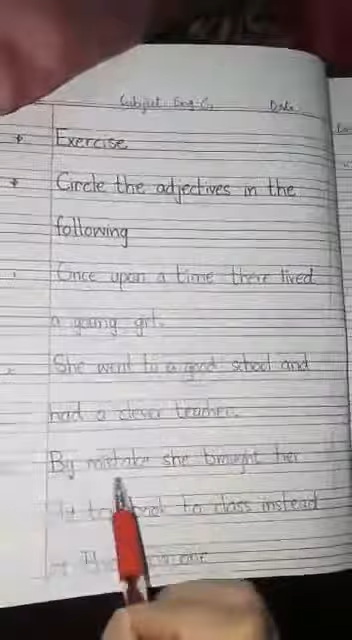 Subject: Eng-G, Date
Exercise
Circle the adjectives in the
following
Once upon a time there lived
a young girl.
She went to a good school and
had a clever teacher.
By mistake she brought her
book to class instead